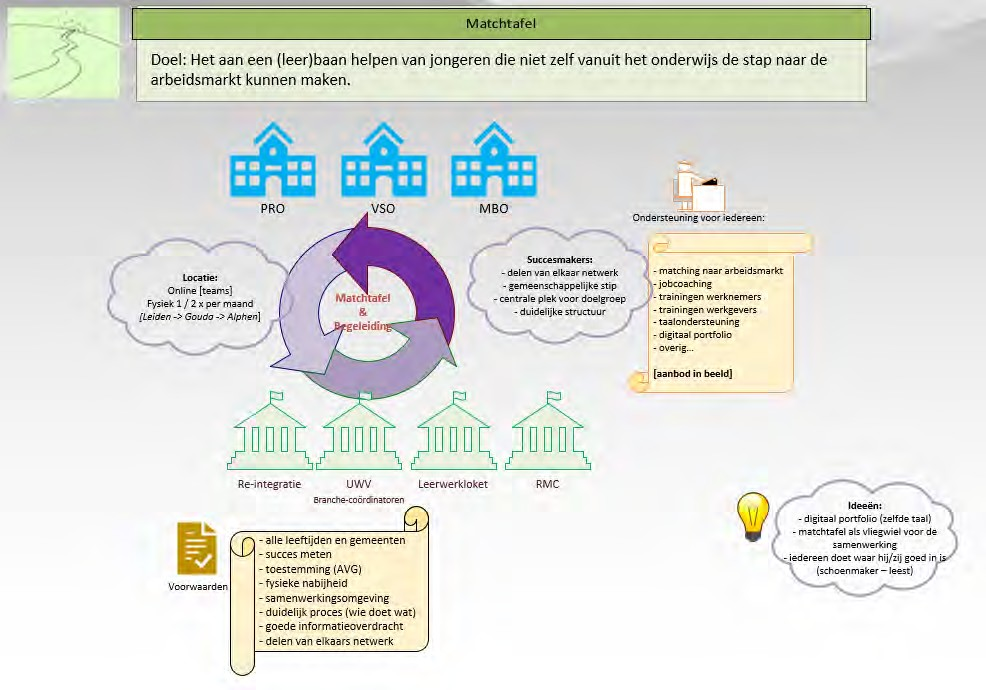 Matchtafel
Doel: Het aan een (leer)baan helpen van jongeren die niet zelf vanuit het onderwijs de stap naar de
arbeidsmarkt kunnen maken.
PRO
VSO
MBO
Ondersteuning voor iedereen:
Locatie:
Online [teams]
Fysiek 1 / 2 x per maand
[Leiden -> Gouda -> Alphen]
Matchtafel
&
Begeleiding
Succesmakers:
- delen van elkaar netwerk
- gemeenschappelijke stip
- centrale plek voor doelgroep
- duidelijke structuur
- matching naar arbeidsmarkt
- jobcoaching
- trainingen werknemers
- trainingen werkgevers
- taalondersteuning
- digitaal portfolio
- overig...
[aanbod in beeld]
Re-integratie
UWV
Branche-coördinatoren
Leerwerkloket
RMC
Voorwaarden
- alle leeftijden en gemeenten
- succes meten
- toestemming (AVG)
- fysieke nabijheid
- samenwerkingsomgeving
- duidelijk proces (wie doet wat)
- goede informatieoverdracht
- delen van elkaars netwerk
Ideeën:
- digitaal portfolio (zelfde taal)
- matchtafel als vliegwiel voor de
samenwerking
- iedereen doet waar hij/zij goed in is
(schoenmaker – leest)